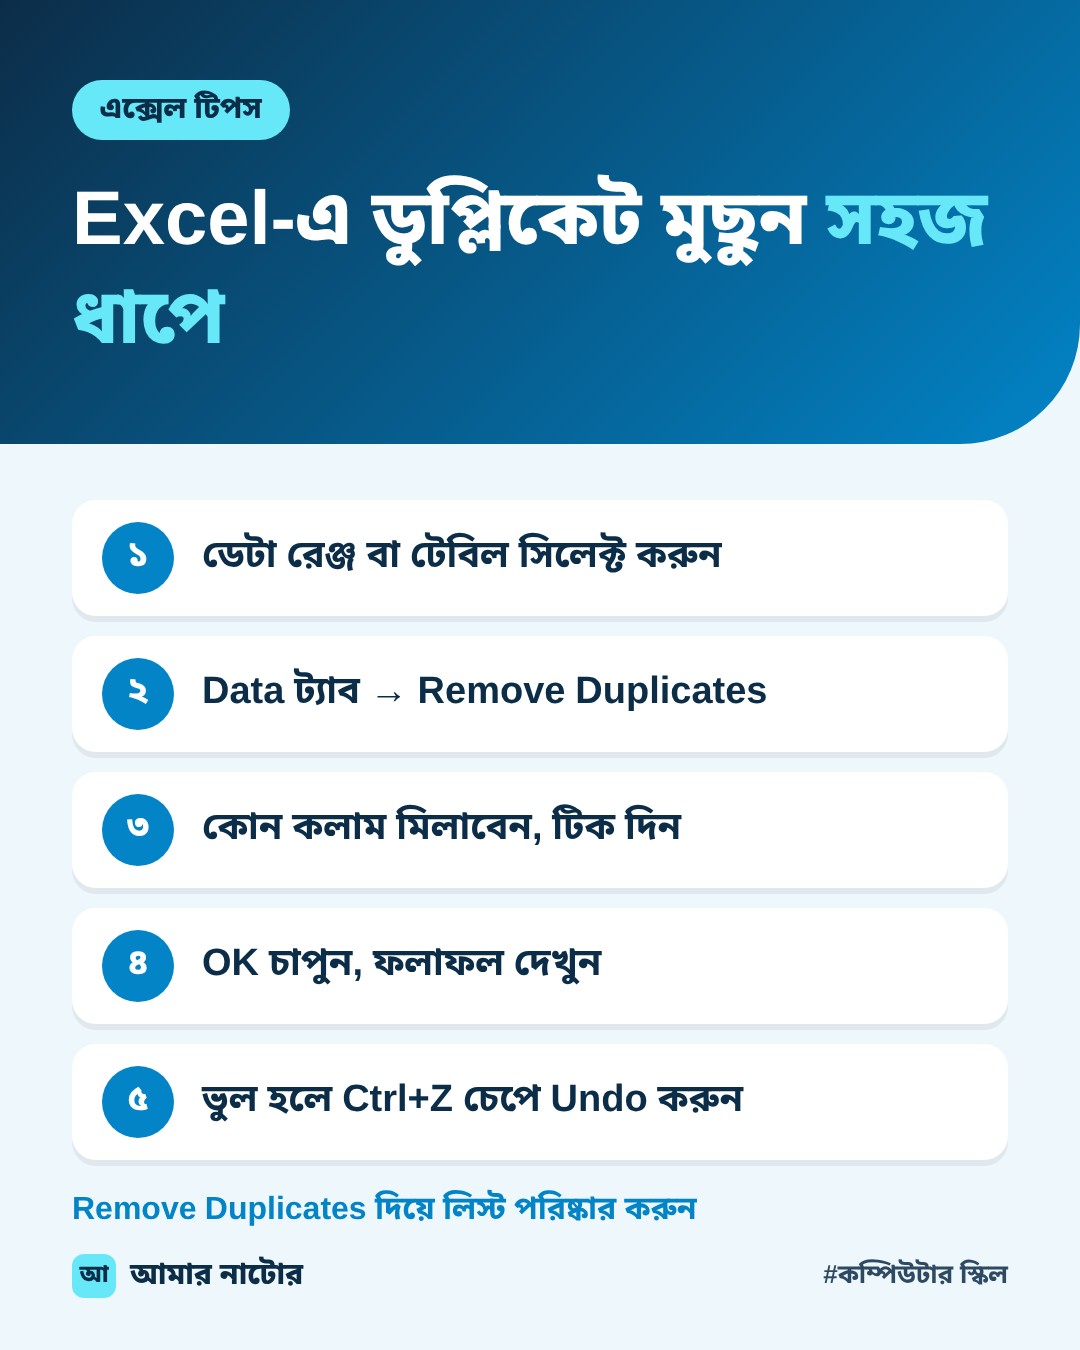 এক্সেল টিপস
Excel-এ ডুপ্লিকেট মুছুন সহজ
ধাপে
১ ডেটা রেঞ্জ বা টেবিল সিলেক্ট করুন
২ Data ট্যাব → Remove Duplicates
৩ কোন কলাম মিলাবেন, টিক দিন
৪ OK চাপুন, ফলাফল দেখুন
৫ ভুল হলে Ctrl+Z চেপে Undo করুন
Remove Duplicates দিয়ে লিস্ট পরিষ্কার করুন
আ আমার নাটোর
#কম্পিউটার স্কিল